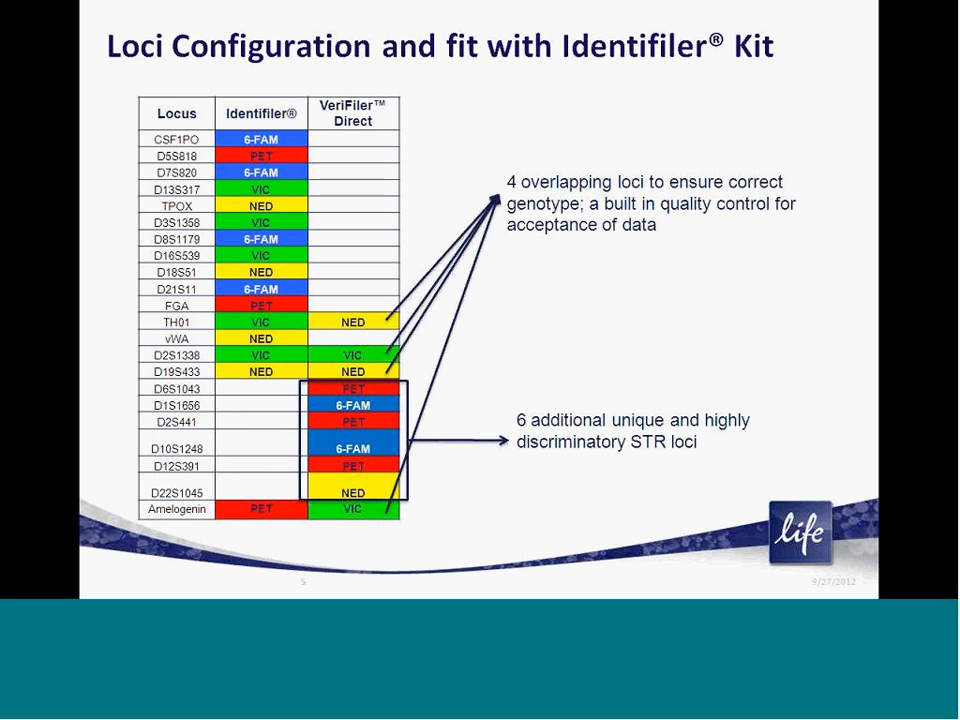 Loci Configuration and fit with Identifiler® Kit
Locus Identifiler® VeriFiler™ Direct
CSF1PO 6-FAM
D5S818 PET
D7S820 6-FAM
D13S317 VIC
TPOX NED
D3S1358 VIC
D8S1179 6-FAM
D16S539 VIC
D18S51 NED
D21S11 6-FAM
FGA PET
TH01 VIC NED
vWA NED
D2S1338 VIC VIC
D19S433 NED NED
D6S1043 PET
D1S1656 6-FAM
D2S441 PET
D10S1248 6-FAM
D12S391 PET
D22S1045 NED
Amelogenin PET VIC
4 overlapping loci to ensure correct
genotype; a built in quality control for
acceptance of data
6 additional unique and highly
discriminatory STR loci
life
5
9/27/2012